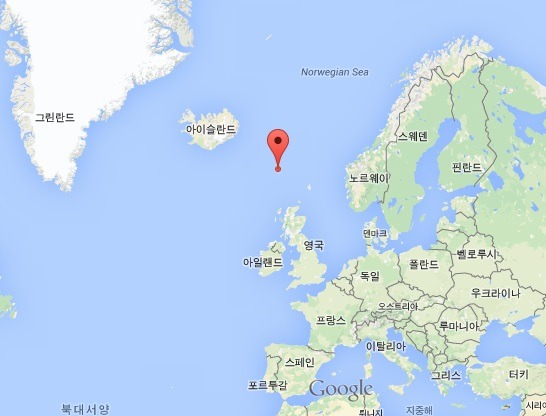 Norwegian Sea
그린란드
아이슬란드
스웨덴
핀란드
노르웨이
덴마크
영국
아일랜드
벨로루시
폴란드
독일
우크라이나
오스트리아
프랑스
루마니아
이탈리아
스페인
그리스
터키
포르투갈
Google
북대서양
튀니지
지중해
시리아